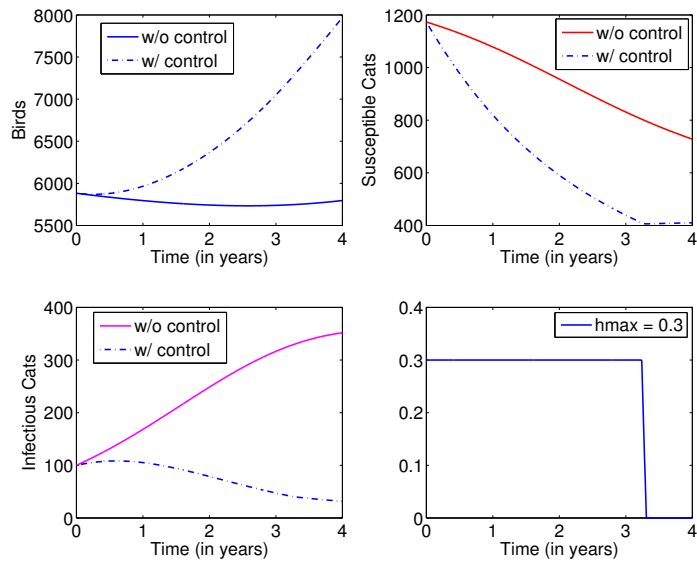 8000
7500
7000
6500
6000
5500
Birds
w/o control
w/ control
0 1 2 3 4
Time (in years)
1200
1000
800
600
400
Susceptible Cats
w/o control
w/ control
0 1 2 3 4
Time (in years)
400
300
200
100
0
Infectious Cats
w/o control
w/ control
0 1 2 3 4
Time (in years)
0.4
0.3
0.2
0.1
0
hmax = 0.3
0 1 2 3 4
Time (in years)